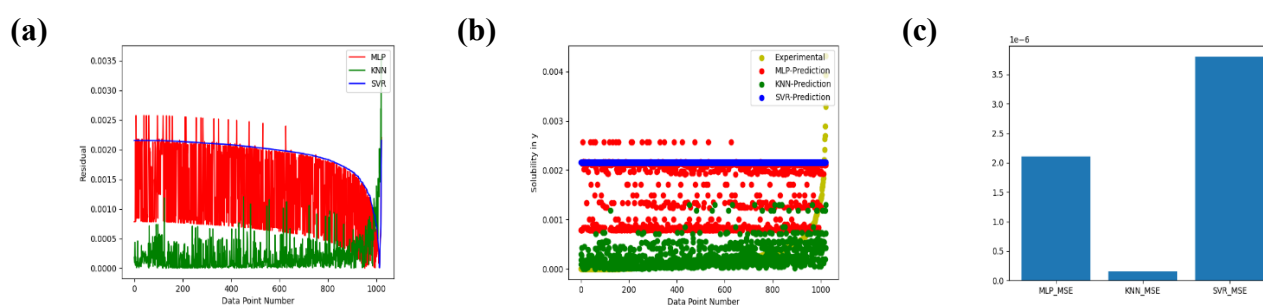 (a)
0.0035
0.0030
0.0025
0.0020
0.0015
0.0010
0.0005
0.0000
Residual
MLP
KNN
SVR
0
200
400
600
800
1000
Data Point Number
(b)
0.004
0.003
0.002
0.001
0.000
Solubility in y
Experimental
MLP-Prediction
KNN-Prediction
SVR-Prediction
0
200
400
600
800
1000
Data Point Number
(c)
1e-6
3.5
3.0
2.5
2.0
1.5
1.0
0.5
0.0
MLP_MSE
KNN_MSE
SVR_MSE